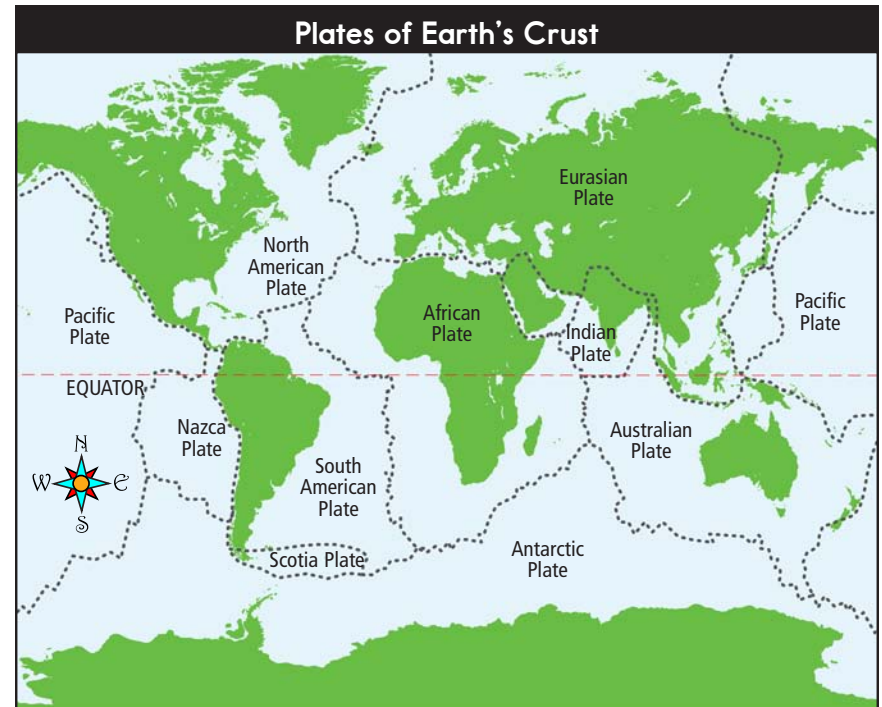 Plates of Earth's Crust
Eurasian
Plate
North
American
Plate
Pacific
Plate
African
Plate
Indian
Plate
Pacific
Plate
EQUATOR
Nazca
Plate
Australian
Plate
South
American
Plate
N
W
E
S
Scotia Plate
Antarctic
Plate